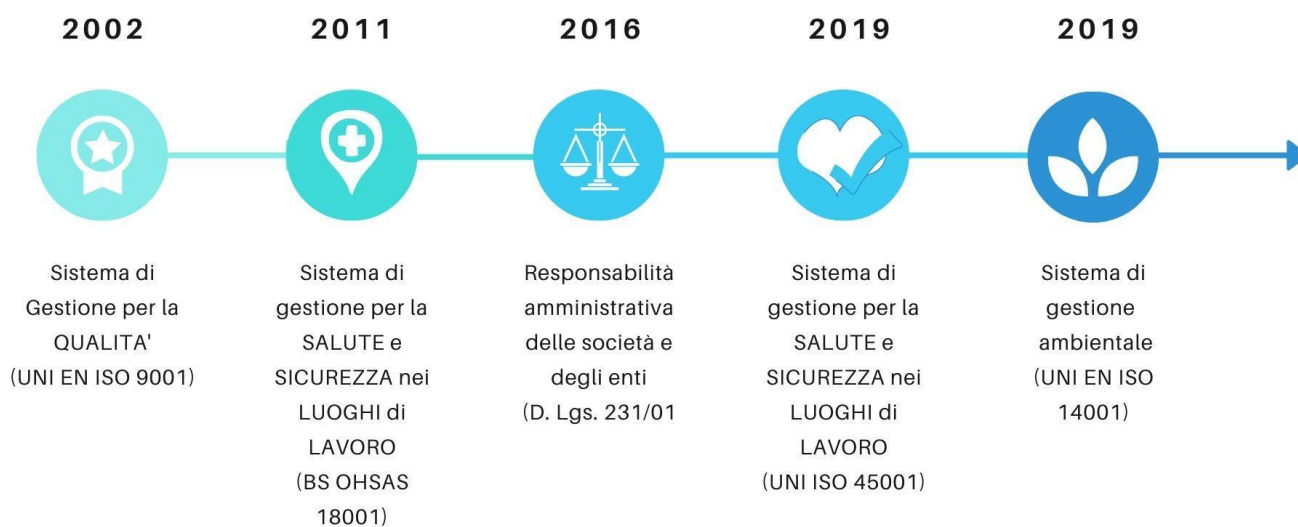 2002
Sistema di
Gestione per la
QUALITA'
(UNI EN ISO 9001)
2011
Sistema di
gestione per la
SALUTE e
SICUREZZA nei
LUOGHI di
LAVORO
(BS OHSAS
18001)
2016
Responsabilità
amministrativa
delle società e
degli enti
(D. Lgs. 231/01
2019
Sistema di
gestione per la
SALUTE e
SICUREZZA nei
LUOGHI di
LAVORO
(UNI ISO 45001)
2019
Sistema di
gestione
ambientale
(UNI EN ISO
14001)